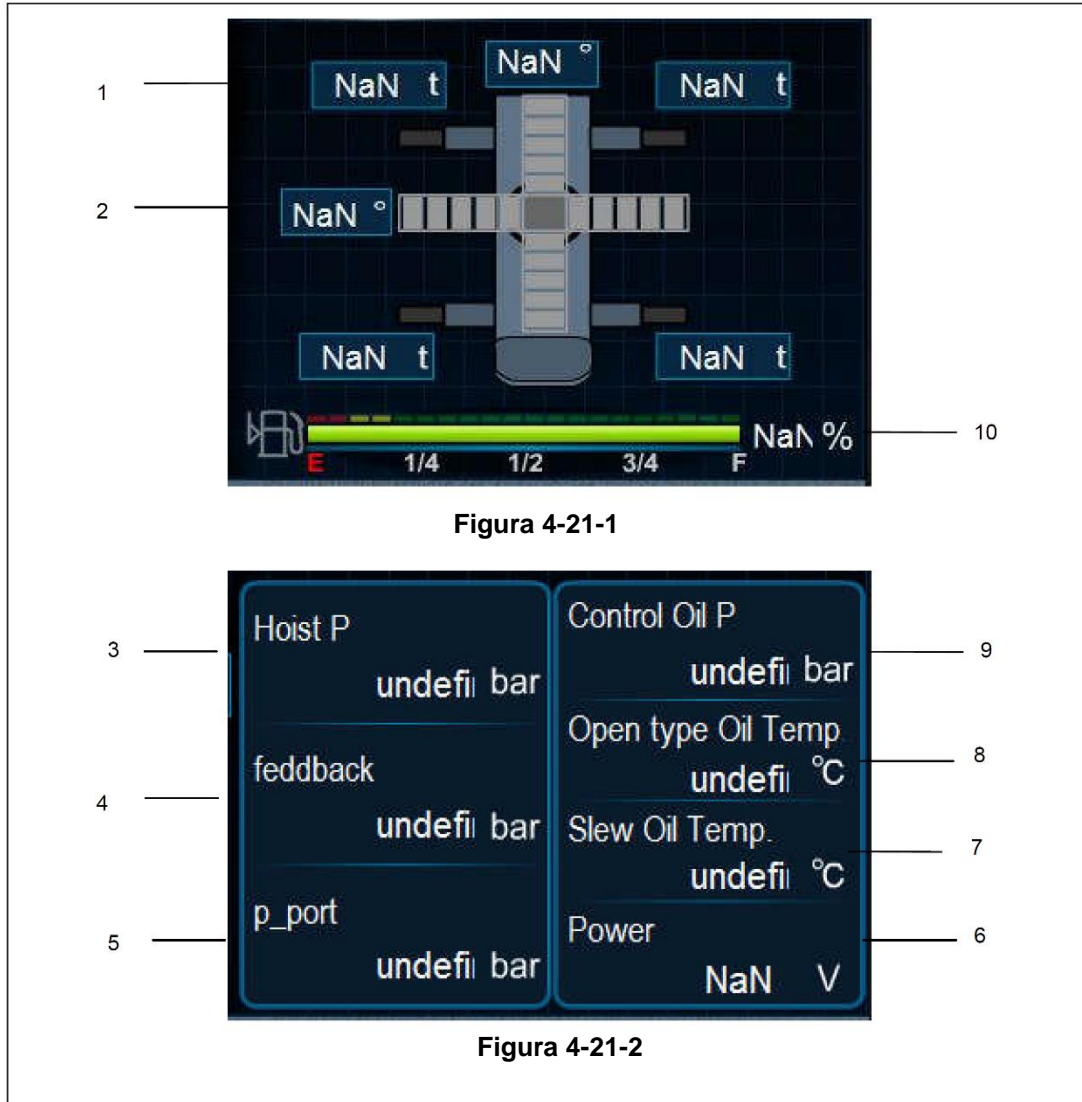 NaN °
1 NaN t NaN t
2 NaN °
NaN t NaN t
NaN % 10
E 1/4 1/2 3/4 F
Figura 4-21-1
Hoist P
3 undefi bar
feddback
4 undefi bar
p_port
5 undefi bar
Control Oil P
undefi bar 9
Open type Oil Temp.
undefi °C 8
Slew Oil Temp.
undefi °C 7
Power 6
NaN V
Figura 4-21-2